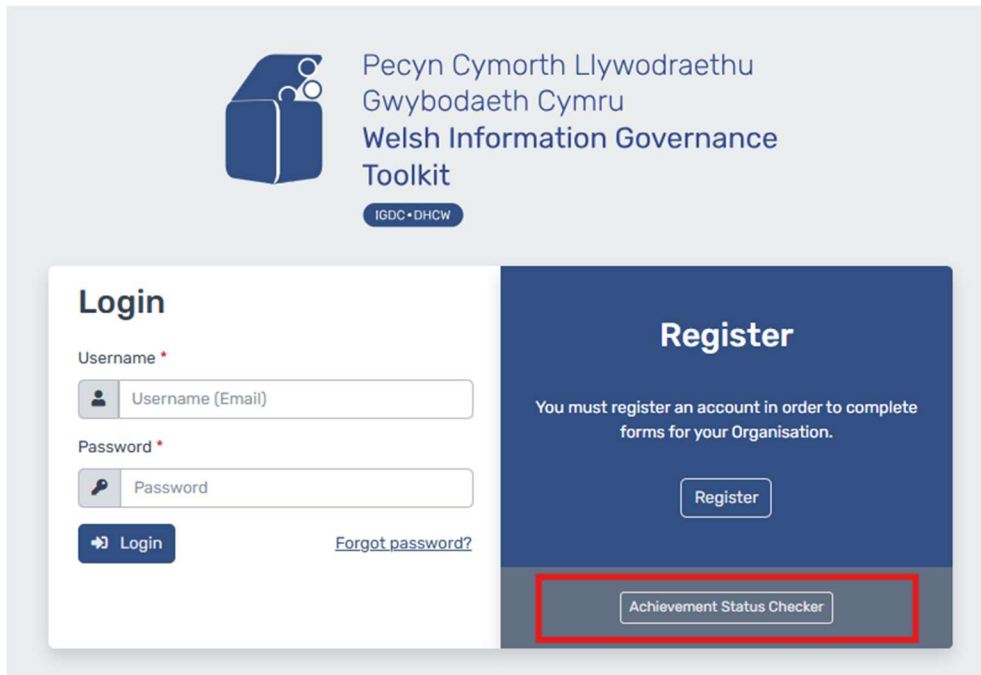 Pecyn Cymorth Llywodraethu
Gwybodaeth Cymru
Welsh Information Governance
Toolkit
IGDC•DHCW
Login
Username *
Username (Email)
Password *
Password
Login
Forgot password?
Register
You must register an account in order to complete
forms for your Organisation.
Register
Achievement Status Checker